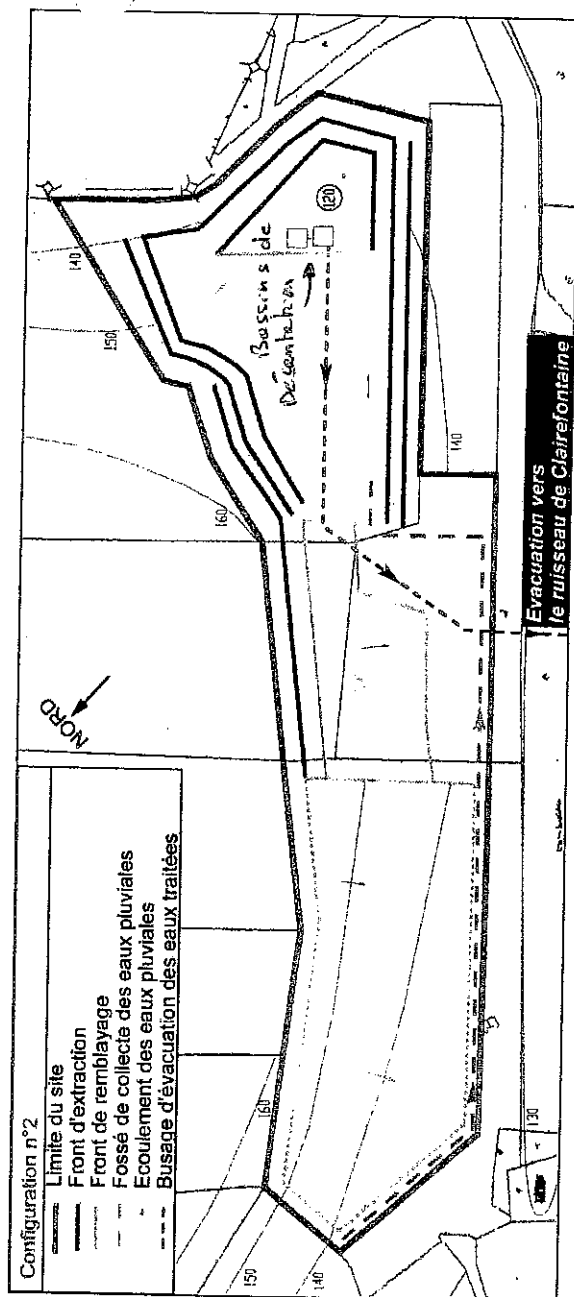 Configuration n°2
Limite du site
Front d'extraction
Front de remblayage
Fossé de collecte des eaux pluviales
Ecoulement des eaux pluviales
Busage d'évacuation des eaux traitées
NORD
Bassins de
Décantation
120
140
150
160
160
150
140
130
140
Evacuation vers
le ruisseau de Clairefontaine